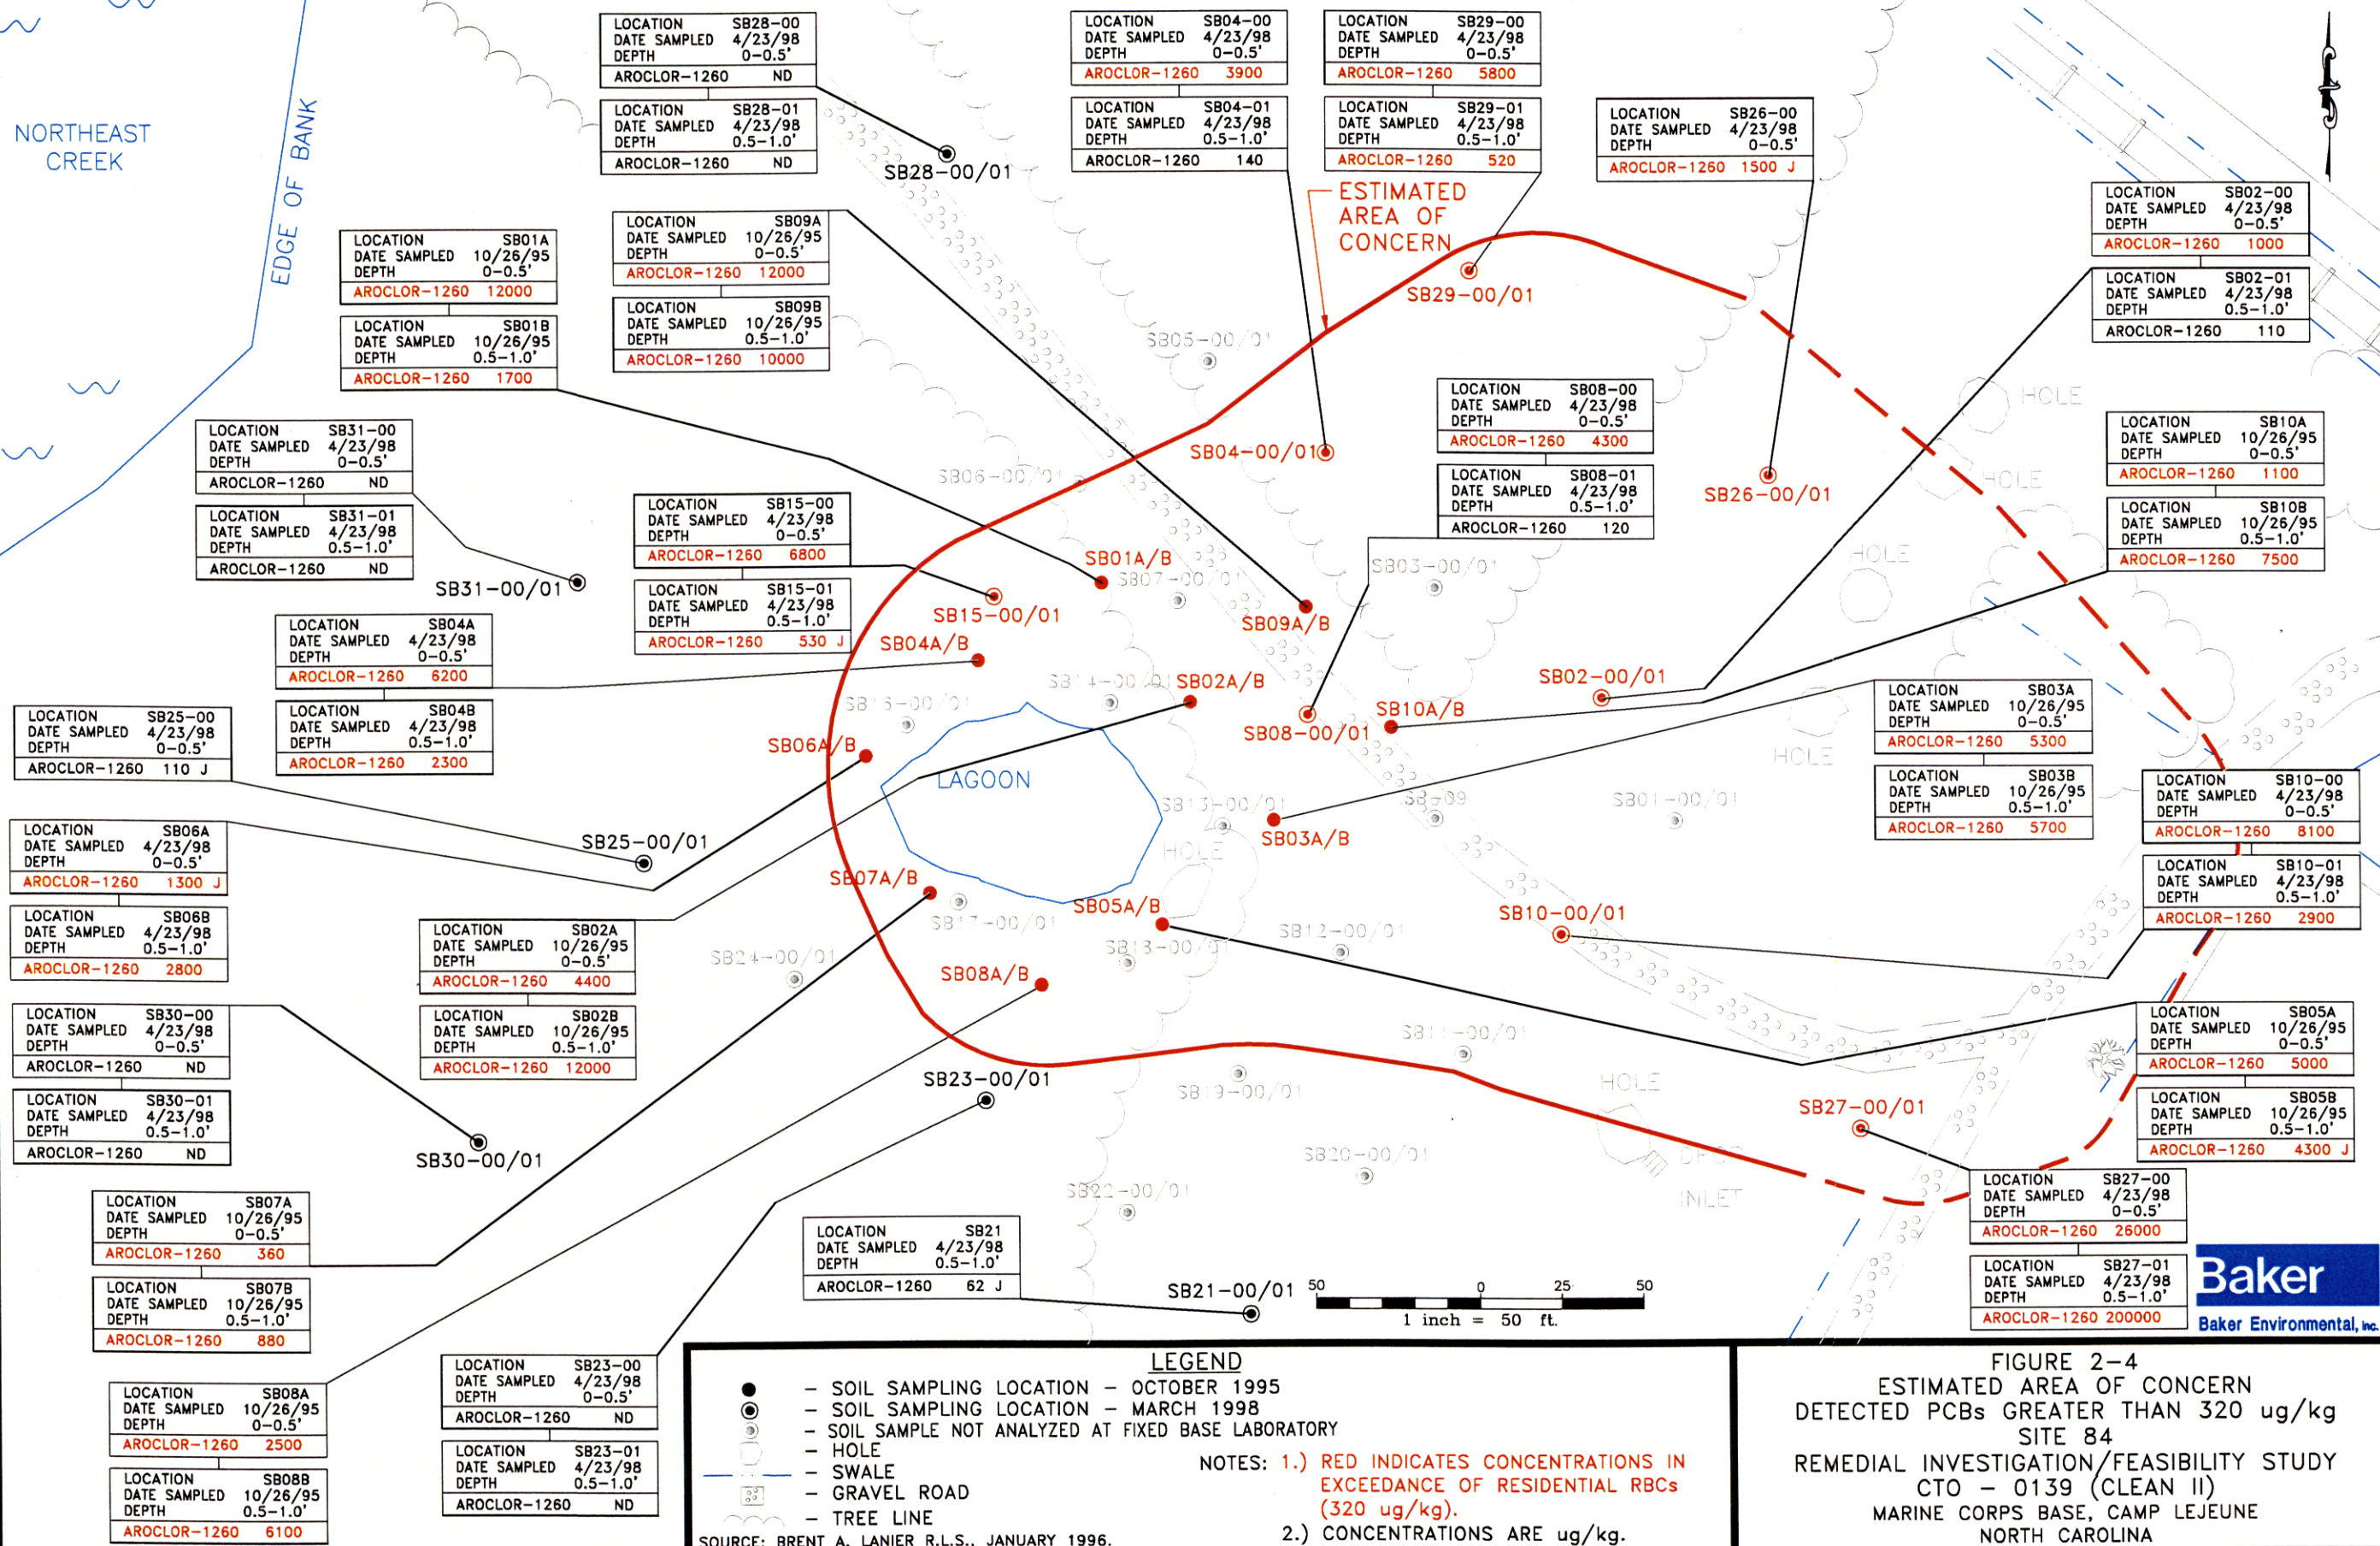 NORTHEAST
CREEK
EDGE OF BANK
LOCATION SB28-00
DATE SAMPLED 4/23/98
DEPTH 0-0.5'
AROCLOR-1260 ND
LOCATION SB28-01
DATE SAMPLED 4/23/98
DEPTH 0.5-1.0'
AROCLOR-1260 ND
SB28-00/01
LOCATION SB04-00
DATE SAMPLED 4/23/98
DEPTH 0-0.5'
AROCLOR-1260 3900
LOCATION SB04-01
DATE SAMPLED 4/23/98
DEPTH 0.5-1.0'
AROCLOR-1260 140
LOCATION SB29-00
DATE SAMPLED 4/23/98
DEPTH 0-0.5'
AROCLOR-1260 5800
LOCATION SB29-01
DATE SAMPLED 4/23/98
DEPTH 0.5-1.0'
AROCLOR-1260 520
LOCATION SB26-00
DATE SAMPLED 4/23/98
DEPTH 0-0.5'
AROCLOR-1260 1500 J
ESTIMATED
AREA OF
CONCERN
LOCATION SB02-00
DATE SAMPLED 4/23/98
DEPTH 0-0.5'
AROCLOR-1260 1000
LOCATION SB02-01
DATE SAMPLED 4/23/98
DEPTH 0.5-1.0'
AROCLOR-1260 110
LOCATION SB01A
DATE SAMPLED 10/26/95
DEPTH 0-0.5'
AROCLOR-1260 12000
LOCATION SB01B
DATE SAMPLED 10/26/95
DEPTH 0.5-1.0'
AROCLOR-1260 1700
LOCATION SB09A
DATE SAMPLED 10/26/95
DEPTH 0-0.5'
AROCLOR-1260 12000
LOCATION SB09B
DATE SAMPLED 10/26/95
DEPTH 0.5-1.0'
AROCLOR-1260 10000
SB29-00/01
SB05-00/01
LOCATION SB08-00
DATE SAMPLED 4/23/98
DEPTH 0-0.5'
AROCLOR-1260 4300
LOCATION SB08-01
DATE SAMPLED 4/23/98
DEPTH 0.5-1.0'
AROCLOR-1260 120
HOLE
LOCATION SB10A
DATE SAMPLED 10/26/95
DEPTH 0-0.5'
AROCLOR-1260 1100
LOCATION SB10B
DATE SAMPLED 10/26/95
DEPTH 0.5-1.0'
AROCLOR-1260 7500
LOCATION SB31-00
DATE SAMPLED 4/23/98
DEPTH 0-0.5'
AROCLOR-1260 ND
LOCATION SB31-01
DATE SAMPLED 4/23/98
DEPTH 0.5-1.0'
AROCLOR-1260 ND
SB31-00/01
SB04-00/01
SB06-00/01
HOLE
SB26-00/01
LOCATION SB15-00
DATE SAMPLED 4/23/98
DEPTH 0-0.5'
AROCLOR-1260 6800
LOCATION SB15-01
DATE SAMPLED 4/23/98
DEPTH 0.5-1.0'
AROCLOR-1260 530 J
SB01A/B
SB07-00/01
SB03-00/01
HOLE
SB15-00/01
SB09A/B
SB04A/B
LOCATION SB04A
DATE SAMPLED 4/23/98
DEPTH 0-0.5'
AROCLOR-1260 6200
LOCATION SB04B
DATE SAMPLED 4/23/98
DEPTH 0.5-1.0'
AROCLOR-1260 2300
SB14-00/01
SB02A/B
SB02-00/01
SB16-00/01
SB10A/B
SB08-00/01
SB06A/B
HOLE
LAGOON
LOCATION SB03A
DATE SAMPLED 10/26/95
DEPTH 0-0.5'
AROCLOR-1260 5300
LOCATION SB03B
DATE SAMPLED 10/26/95
DEPTH 0.5-1.0'
AROCLOR-1260 5700
LOCATION SB25-00
DATE SAMPLED 4/23/98
DEPTH 0-0.5'
AROCLOR-1260 110 J
SB25-00/01
SB13-00/01
SB-09
SB01-00/01
SB03A/B
HOLE
LOCATION SB10-00
DATE SAMPLED 4/23/98
DEPTH 0-0.5'
AROCLOR-1260 8100
LOCATION SB10-01
DATE SAMPLED 4/23/98
DEPTH 0.5-1.0'
AROCLOR-1260 2900
LOCATION SB06A
DATE SAMPLED 4/23/98
DEPTH 0-0.5'
AROCLOR-1260 1300 J
LOCATION SB06B
DATE SAMPLED 4/23/98
DEPTH 0.5-1.0'
AROCLOR-1260 2800
SB07A/B
SB17-00/01
SB05A/B
SB18-00/01
SB12-00/01
SB10-00/01
SB24-00/01
SB08A/B
LOCATION SB02A
DATE SAMPLED 10/26/95
DEPTH 0-0.5'
AROCLOR-1260 4400
LOCATION SB02B
DATE SAMPLED 10/26/95
DEPTH 0.5-1.0'
AROCLOR-1260 12000
LOCATION SB30-00
DATE SAMPLED 4/23/98
DEPTH 0-0.5'
AROCLOR-1260 ND
LOCATION SB30-01
DATE SAMPLED 4/23/98
DEPTH 0.5-1.0'
AROCLOR-1260 ND
SB30-00/01
SB23-00/01
SB11-00/01
SB19-00/01
HOLE
SB27-00/01
LOCATION SB05A
DATE SAMPLED 10/26/95
DEPTH 0-0.5'
AROCLOR-1260 5000
LOCATION SB05B
DATE SAMPLED 10/26/95
DEPTH 0.5-1.0'
AROCLOR-1260 4300 J
SB20-00/01
DROP
INLET
SB22-00/01
LOCATION SB27-00
DATE SAMPLED 4/23/98
DEPTH 0-0.5'
AROCLOR-1260 26000
LOCATION SB27-01
DATE SAMPLED 4/23/98
DEPTH 0.5-1.0'
AROCLOR-1260 200000
LOCATION SB07A
DATE SAMPLED 10/26/95
DEPTH 0-0.5'
AROCLOR-1260 360
LOCATION SB07B
DATE SAMPLED 10/26/95
DEPTH 0.5-1.0'
AROCLOR-1260 880
LOCATION SB21
DATE SAMPLED 4/23/98
DEPTH 0.5-1.0'
AROCLOR-1260 62 J
SB21-00/01
50 0 25 50
1 inch = 50 ft.
Baker
Baker Environmental, Inc.
LOCATION SB08A
DATE SAMPLED 10/26/95
DEPTH 0-0.5'
AROCLOR-1260 2500
LOCATION SB08B
DATE SAMPLED 10/26/95
DEPTH 0.5-1.0'
AROCLOR-1260 6100
LOCATION SB23-00
DATE SAMPLED 4/23/98
DEPTH 0-0.5'
AROCLOR-1260 ND
LOCATION SB23-01
DATE SAMPLED 4/23/98
DEPTH 0.5-1.0'
AROCLOR-1260 ND
LEGEND
- SOIL SAMPLING LOCATION - OCTOBER 1995
- SOIL SAMPLING LOCATION - MARCH 1998
- SOIL SAMPLE NOT ANALYZED AT FIXED BASE LABORATORY
- HOLE
- SWALE
- GRAVEL ROAD
- TREE LINE
SOURCE: BRENT A. LANIER R.L.S., JANUARY 1996.
NOTES: 1.) RED INDICATES CONCENTRATIONS IN
EXCEEDANCE OF RESIDENTIAL RBCs
(320 ug/kg).
2.) CONCENTRATIONS ARE ug/kg.
FIGURE 2-4
ESTIMATED AREA OF CONCERN
DETECTED PCBs GREATER THAN 320 ug/kg
SITE 84
REMEDIAL INVESTIGATION/FEASIBILITY STUDY
CTO - 0139 (CLEAN II)
MARINE CORPS BASE, CAMP LEJEUNE
NORTH CAROLINA